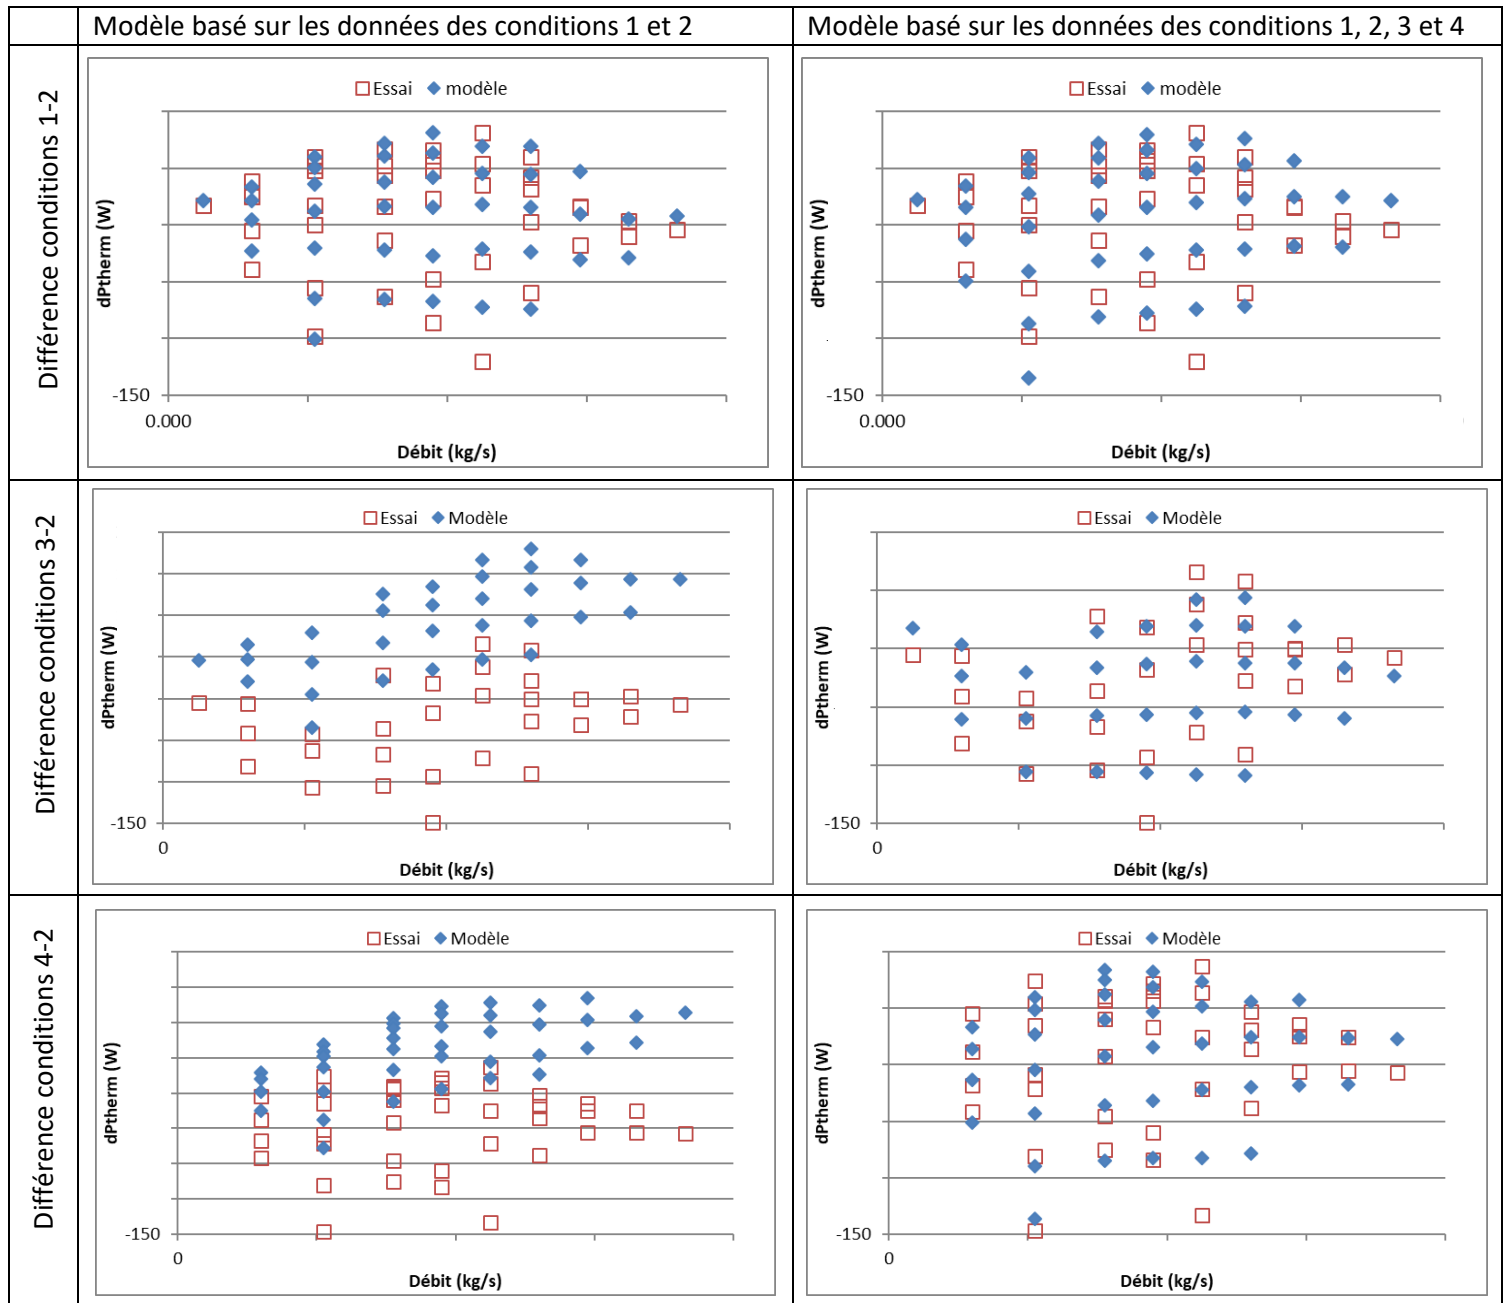 Modèle basé sur les données des conditions 1 et 2
Modèle basé sur les données des conditions 1, 2, 3 et 4
Différence conditions 1-2
Essai modèle
dPtherm (W)
-150
0.000
Débit (kg/s)
Essai modèle
dPtherm (W)
-150
0.000
Débit (kg/s)
Différence conditions 3-2
Essai Modèle
dPtherm (W)
-150
0
Débit (kg/s)
Essai Modèle
dPtherm (W)
-150
0
Débit (kg/s)
Différence conditions 4-2
Essai Modèle
dPtherm (W)
-150
0
Débit (kg/s)
Essai Modèle
dPtherm (W)
-150
0
Débit (kg/s)